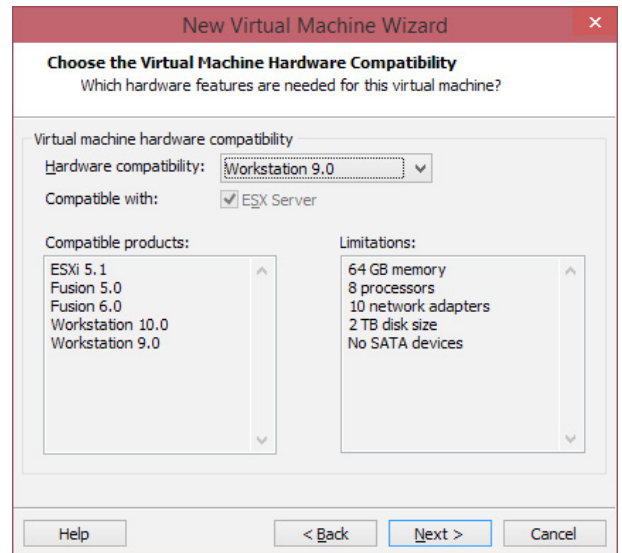 New Virtual Machine Wizard
Choose the Virtual Machine Hardware Compatibility
Which hardware features are needed for this virtual machine?
Virtual machine hardware compatibility
Hardware compatibility: Workstation 9.0
Compatible with: ESX Server
Compatible products:
ESXi 5.1
Fusion 5.0
Fusion 6.0
Workstation 10.0
Workstation 9.0
Limitations:
64 GB memory
8 processors
10 network adapters
2 TB disk size
No SATA devices
Help < Back Next > Cancel